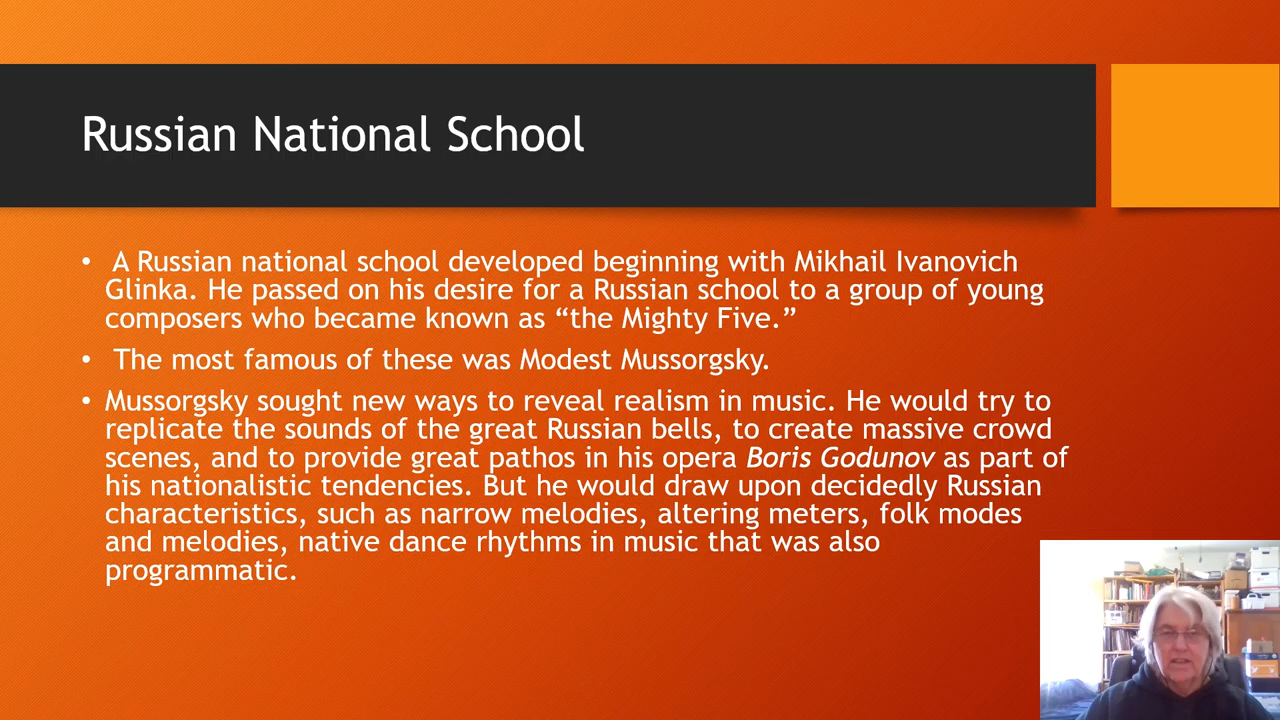 Russian National School
• A Russian national school developed beginning with Mikhail Ivanovich
Glinka. He passed on his desire for a Russian school to a group of young
composers who became known as “the Mighty Five.”
• The most famous of these was Modest Mussorgsky.
• Mussorgsky sought new ways to reveal realism in music. He would try to
replicate the sounds of the great Russian bells, to create massive crowd
scenes, and to provide great pathos in his opera Boris Godunov as part of
his nationalistic tendencies. But he would draw upon decidedly Russian
characteristics, such as narrow melodies, altering meters, folk modes
and melodies, native dance rhythms in music that was also
programmatic.